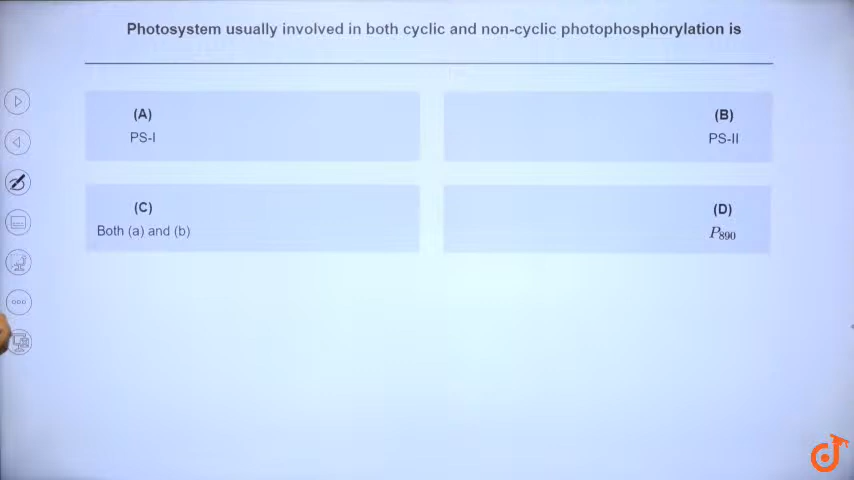 Photosystem usually involved in both cyclic and non-cyclic photophosphorylation is
(A)
PS-I
(B)
PS-II
(C)
Both (a) and (b)
(D)
P890